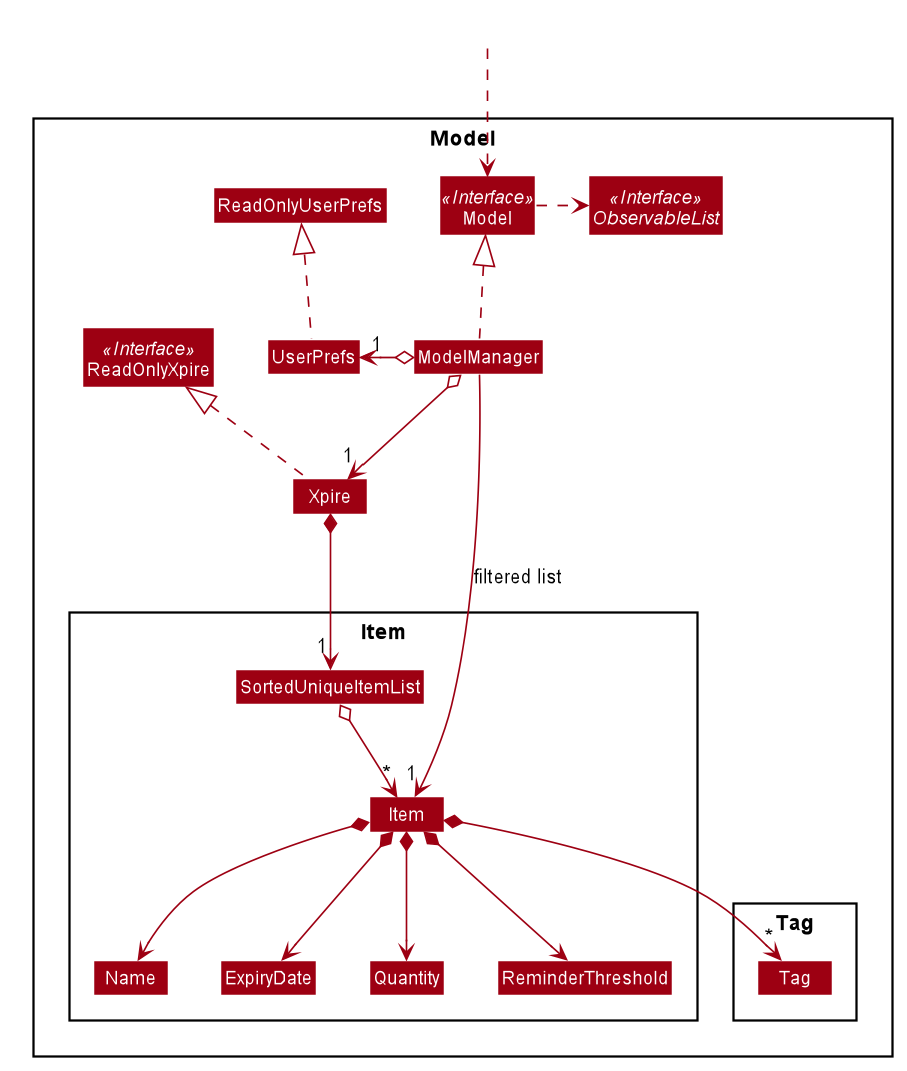 Model
«Interface»
Model
«Interface»
ObservableList
ReadOnlyUserPrefs
«Interface»
ReadOnlyXpire
UserPrefs
1
ModelManager
1
Xpire
filtered list
Item
1
SortedUniqueItemList
*
1
Item
Tag
*
Name
ExpiryDate
Quantity
ReminderThreshold
Tag